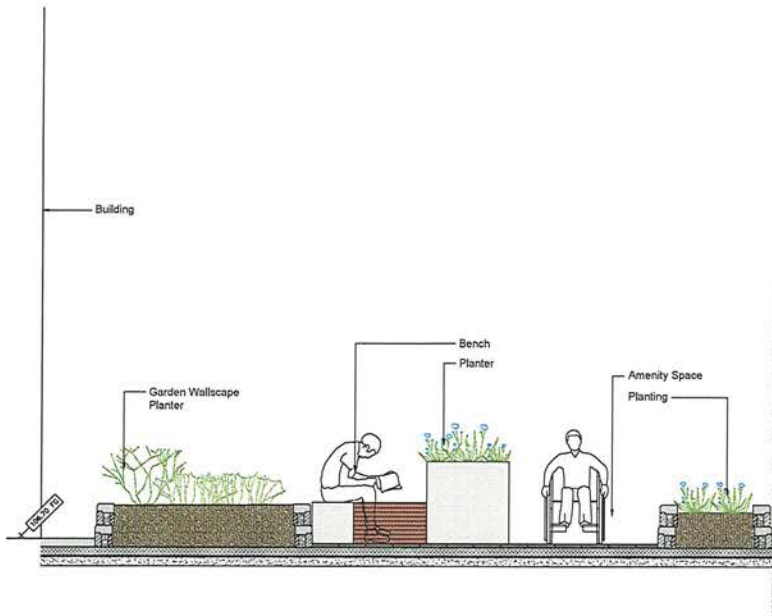 Building
Bench
Planter
Amenity Space
Planting
Garden Wallscape
Planter